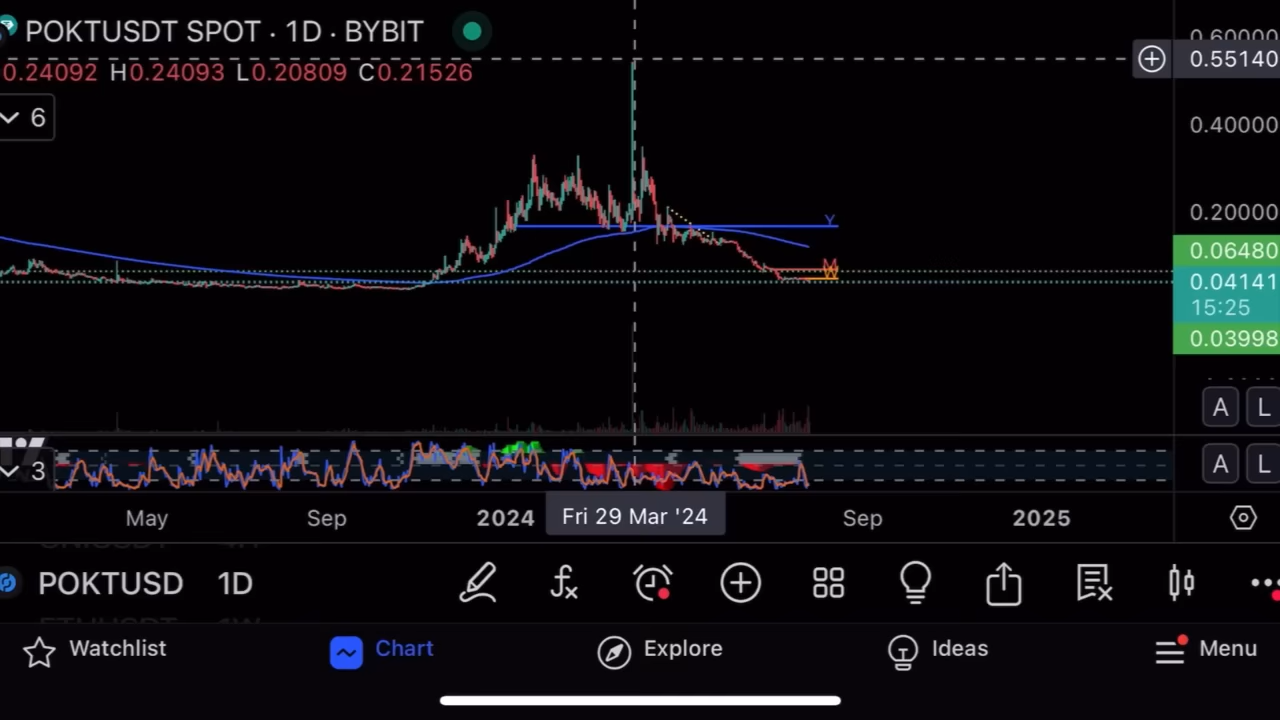 POKTUSDT SPOT · 1D · BYBIT
0.24092 H0.24093 L0.20809 C0.21526
6
0.60000
0.55140
0.40000
0.20000
Y
M
W
0.06480
0.04141
15:25
0.03998
A L
3
A L
May Sep 2024 Fri 29 Mar '24 Sep 2025
POKTUSD 1D
Watchlist Chart Explore Ideas Menu